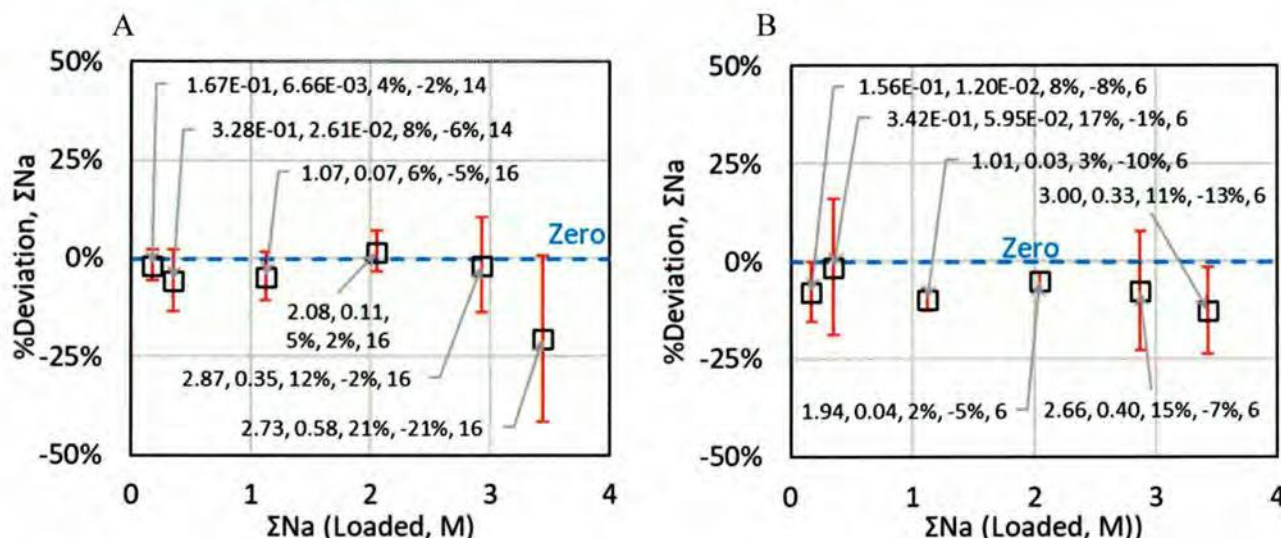 A
%Deviation, ΣNa
50%
25%
0%
-25%
-50%
1.67E-01, 6.66E-03, 4%, -2%, 14
3.28E-01, 2.61E-02, 8%, -6%, 14
1.07, 0.07, 6%, -5%, 16
Zero
2.08, 0.11,
5%, 2%, 16
2.87, 0.35, 12%, -2%, 16
2.73, 0.58, 21%, -21%, 16
0 1 2 3 4
ΣNa (Loaded, M)
B
%Deviation, ΣNa
50%
25%
0%
-25%
-50%
1.56E-01, 1.20E-02, 8%, -8%, 6
3.42E-01, 5.95E-02, 17%, -1%, 6
1.01, 0.03, 3%, -10%, 6
3.00, 0.33, 11%, -13%, 6
Zero
1.94, 0.04, 2%, -5%, 6
2.66, 0.40, 15%, -7%, 6
0 1 2 3 4
ΣNa (Loaded, M))